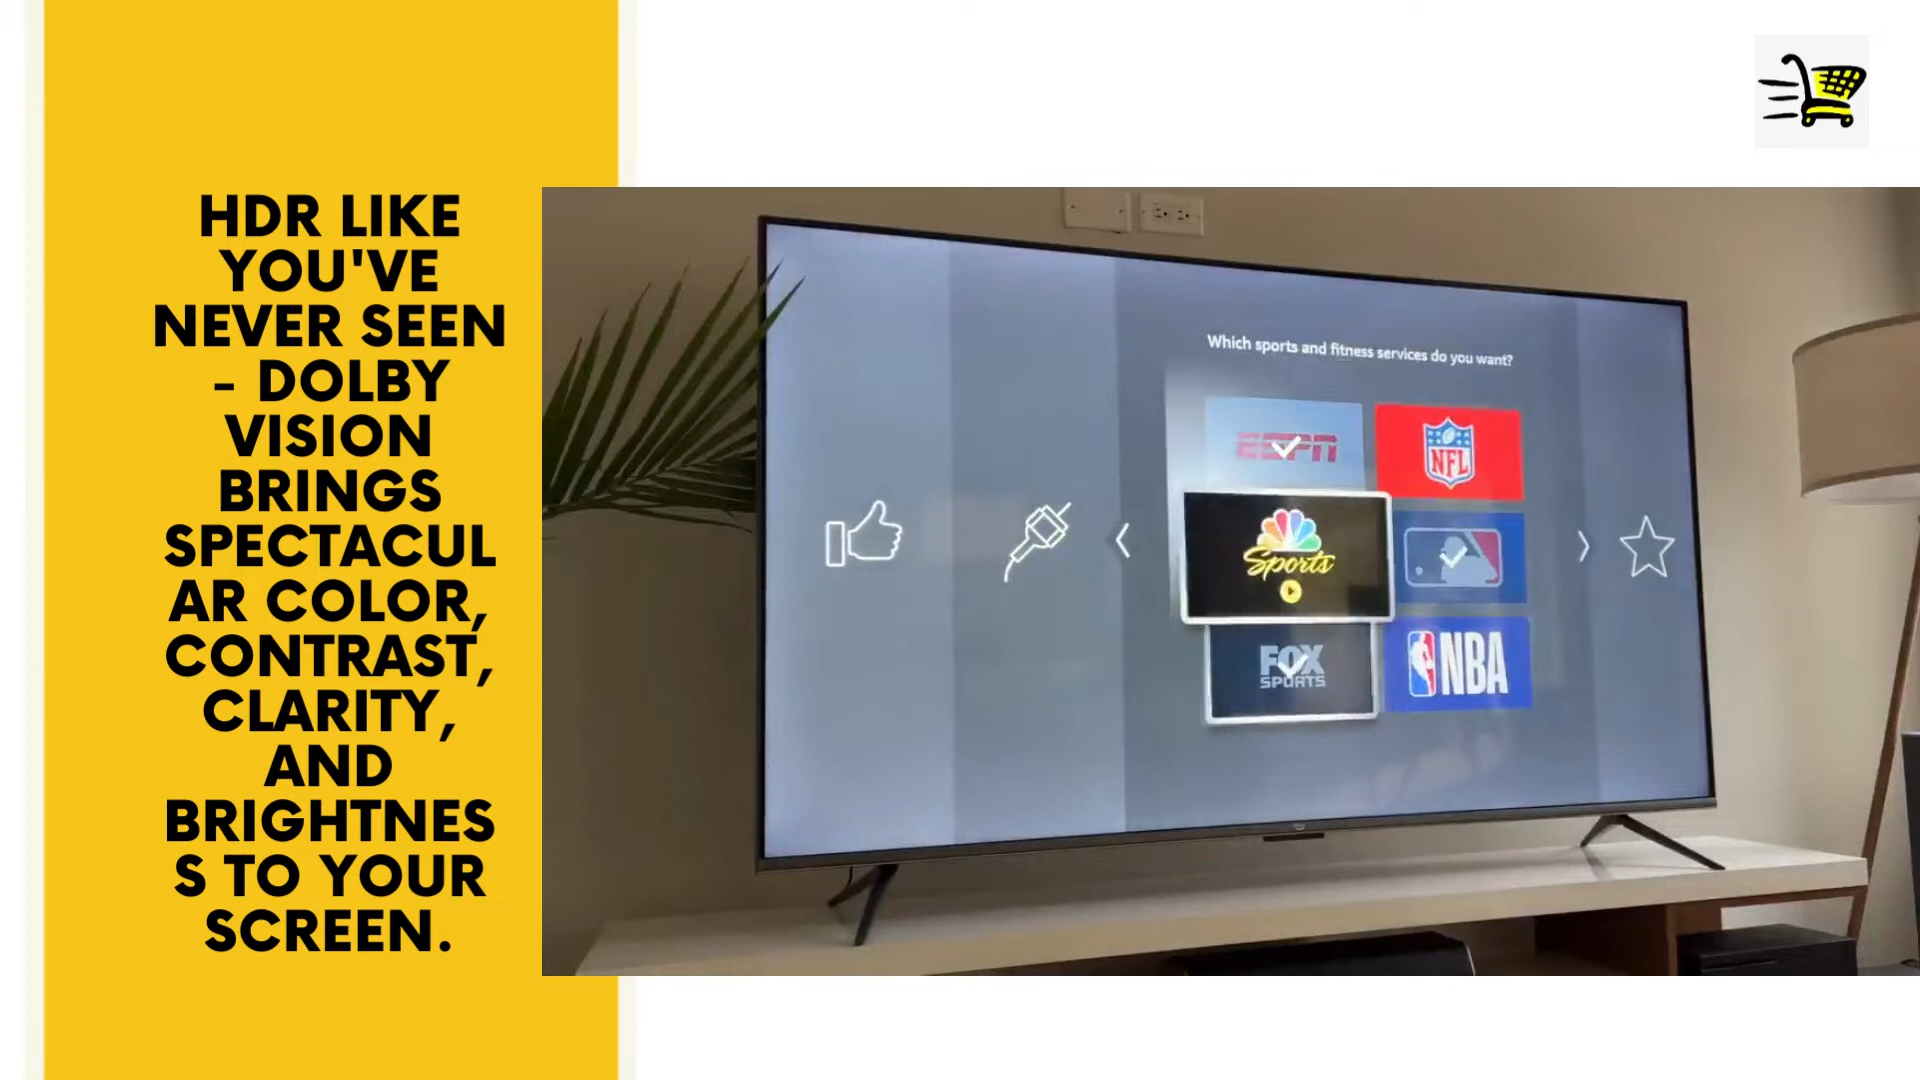 HDR LIKE
YOU'VE
NEVER SEEN
- DOLBY
VISION
BRINGS
SPECTACUL
AR COLOR,
CONTRAST,
CLARITY,
AND
BRIGHTNES
S TO YOUR
SCREEN.
Which sports and fitness services do you want?
ESPN
NFL
Sports
FOX
SPORTS
NBA